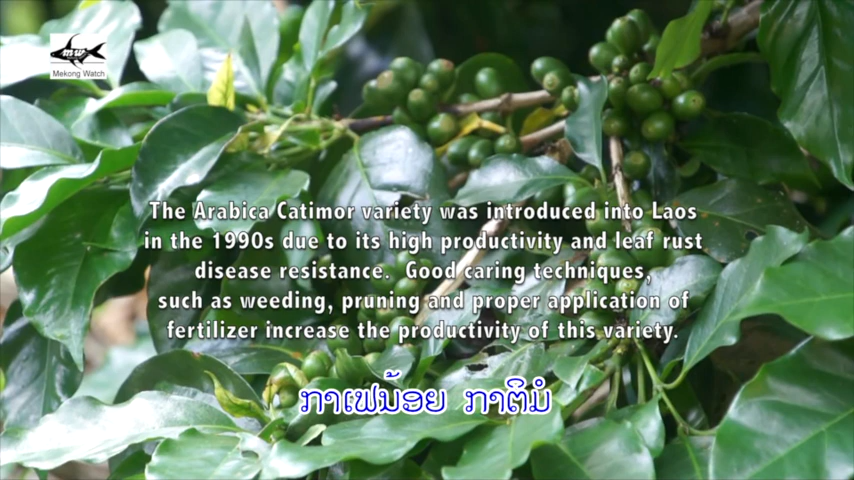 mw
Mekong Watch
The Arabica Catimor variety was introduced into Laos
in the 1990s due to its high productivity and leaf rust
disease resistance. Good caring techniques,
such as weeding, pruning and proper application of
fertilizer increase the productivity of this variety.
ກາເຟນ້ອຍ ກາຕິມໍ